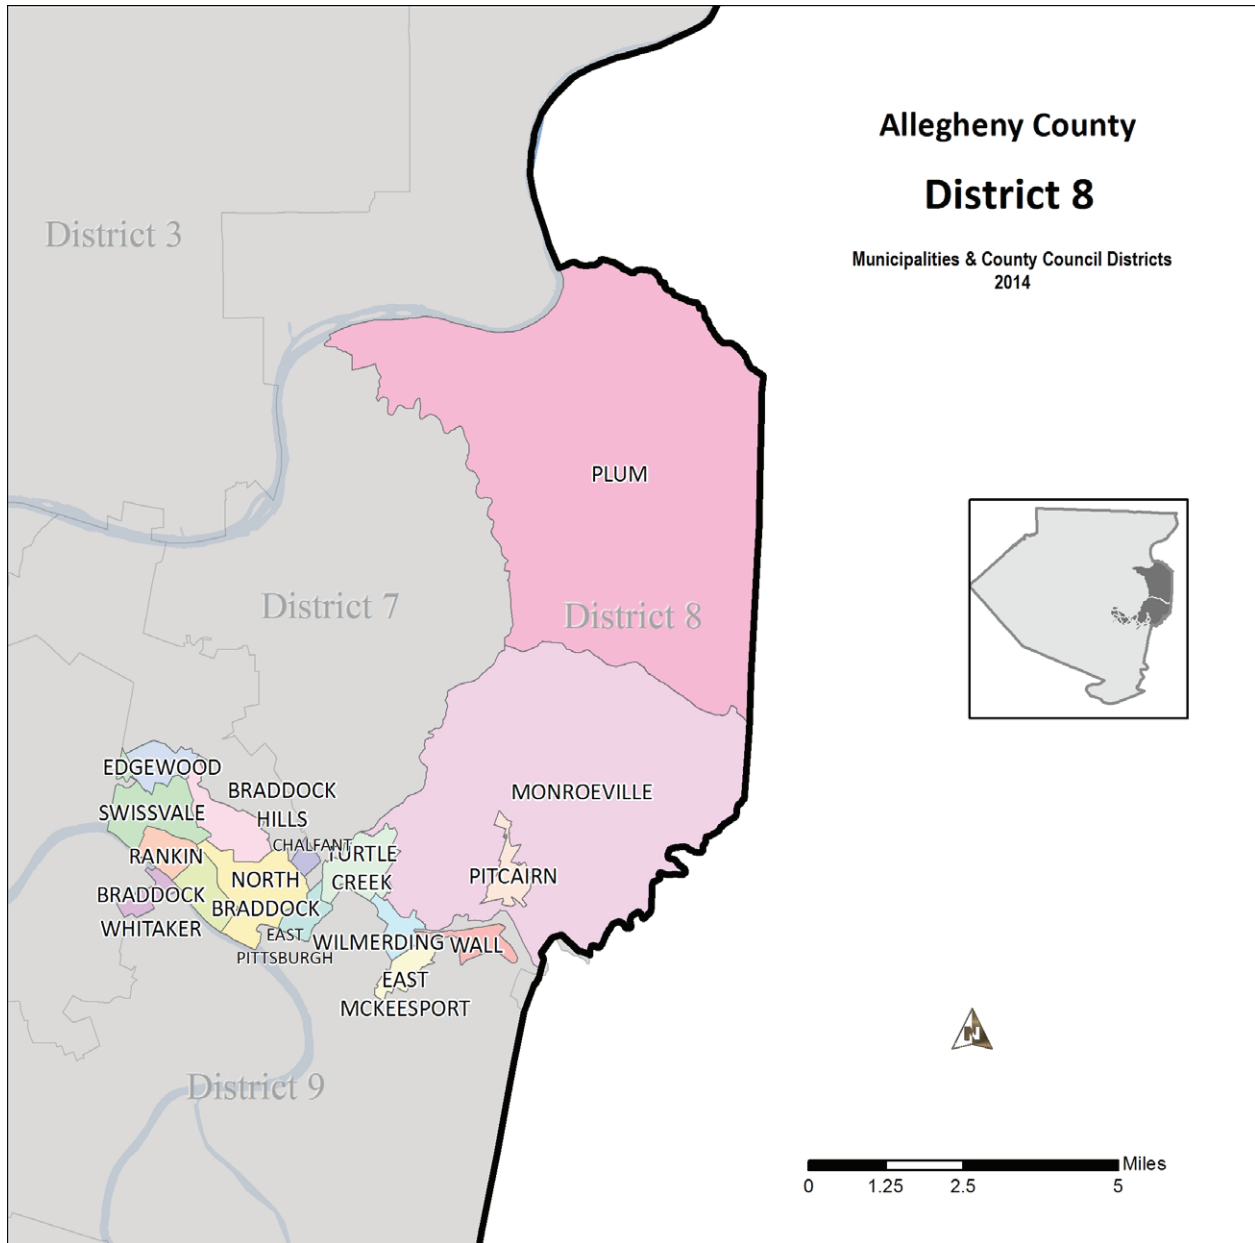 Allegheny County
District 8
Municipalities & County Council Districts
2014
District 3
PLUM
District 7
District 8
EDGEWOOD
BRADDOCK
HILLS
SWISSVALE
CHALFANT
MONROEVILLE
RANKIN
TURTLE
CREEK
NORTH
BRADDOCK
PITCAIRN
BRADDOCK
WHITAKER
EAST
PITTSBURGH
WILMERDING
WALL
EAST
MCKEESPORT
District 9
N
Miles
0 1.25 2.5 5